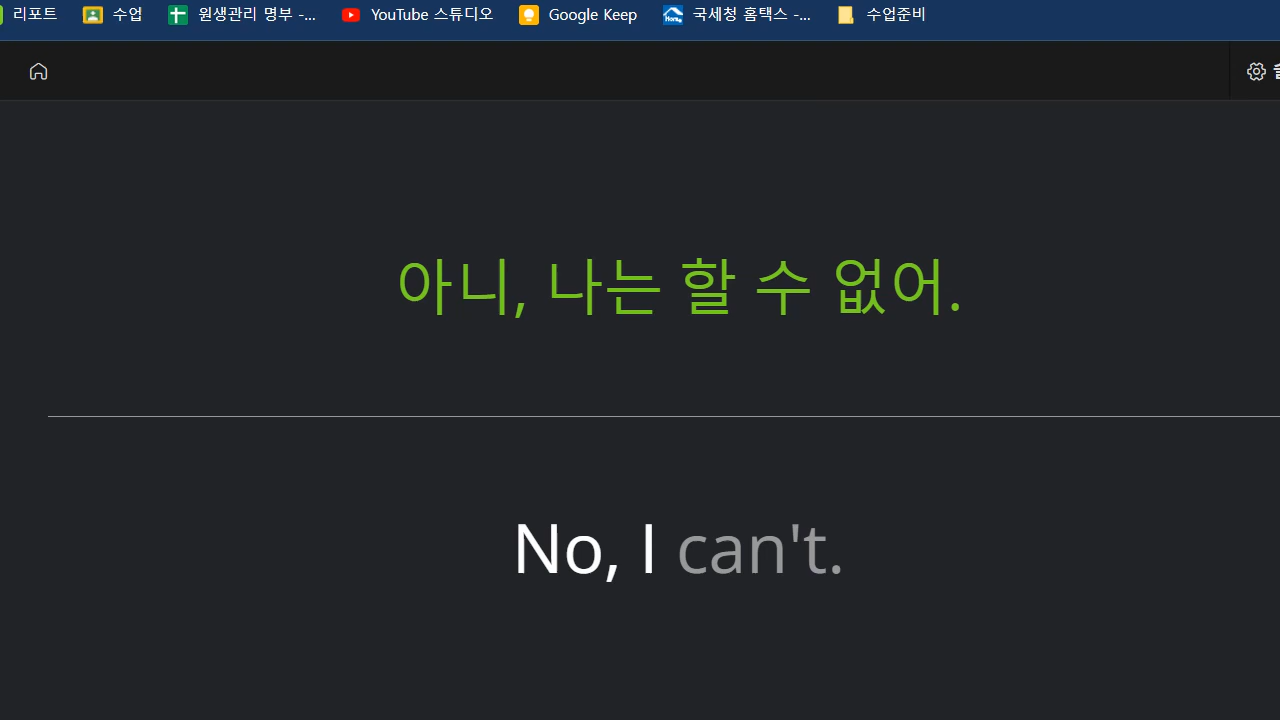 리포트 수업 원생관리 명부 -... YouTube 스튜디오 Google Keep 국세청 홈택스 -... 수업준비
아니, 나는 할 수 없어.
No, I can't.